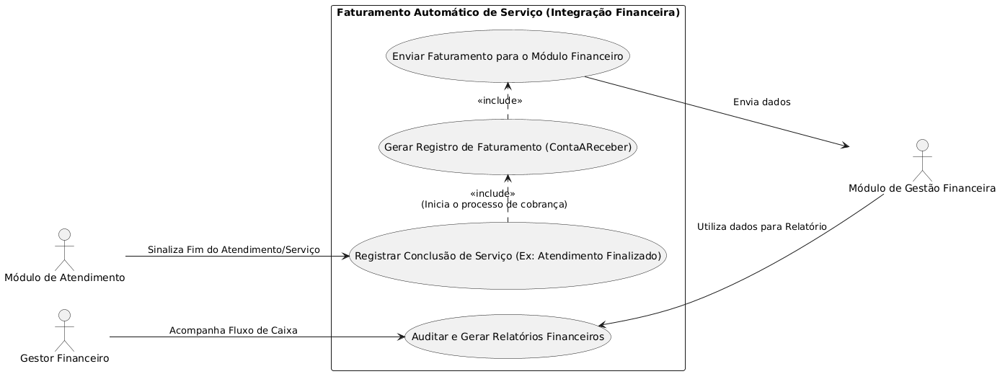 Faturamento Automático de Serviço (Integração Financeira)
Enviar Faturamento para o Módulo Financeiro
«include»
Envia dados
Gerar Registro de Faturamento (ContaAReceber)
Módulo de Gestão Financeira
«include»
(Inicia o processo de cobrança)
Utiliza dados para Relatório
Sinaliza Fim do Atendimento/Serviço
Registrar Conclusão de Serviço (Ex: Atendimento Finalizado)
Módulo de Atendimento
Acompanha Fluxo de Caixa
Auditar e Gerar Relatórios Financeiros
Gestor Financeiro